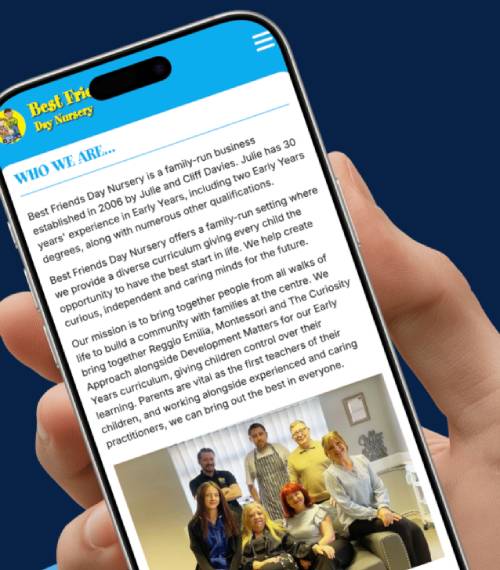 Best Frie
Day Nursery
WHO WE ARE...
Best Friends Day Nursery is a family-run business
established in 2006 by Julie and Cliff Davies. Julie has 30
years' experience in Early Years, including two Early Years
degrees, along with numerous other qualifications.
Best Friends Day Nursery offers a family-run setting where
we provide a diverse curriculum giving every child the
opportunity to have the best start in life. We help create
curious, independent and caring minds for the future.
Our mission is to bring together people from all walks of
life to build a community with families at the centre. We
bring together Reggio Emilia, Montessori and The Curiosity
Approach alongside Development Matters for our Early
Years curriculum, giving children control over their
learning. Parents are vital as the first teachers of their
children, and working alongside experienced and caring
practitioners, we can bring out the best in everyone.